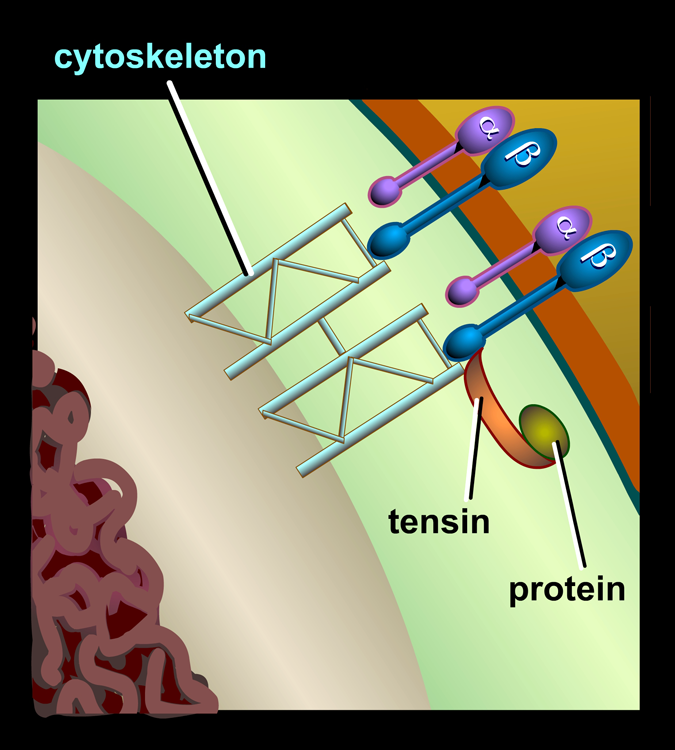 cytoskeleton
α
β
α
β
tensin
protein